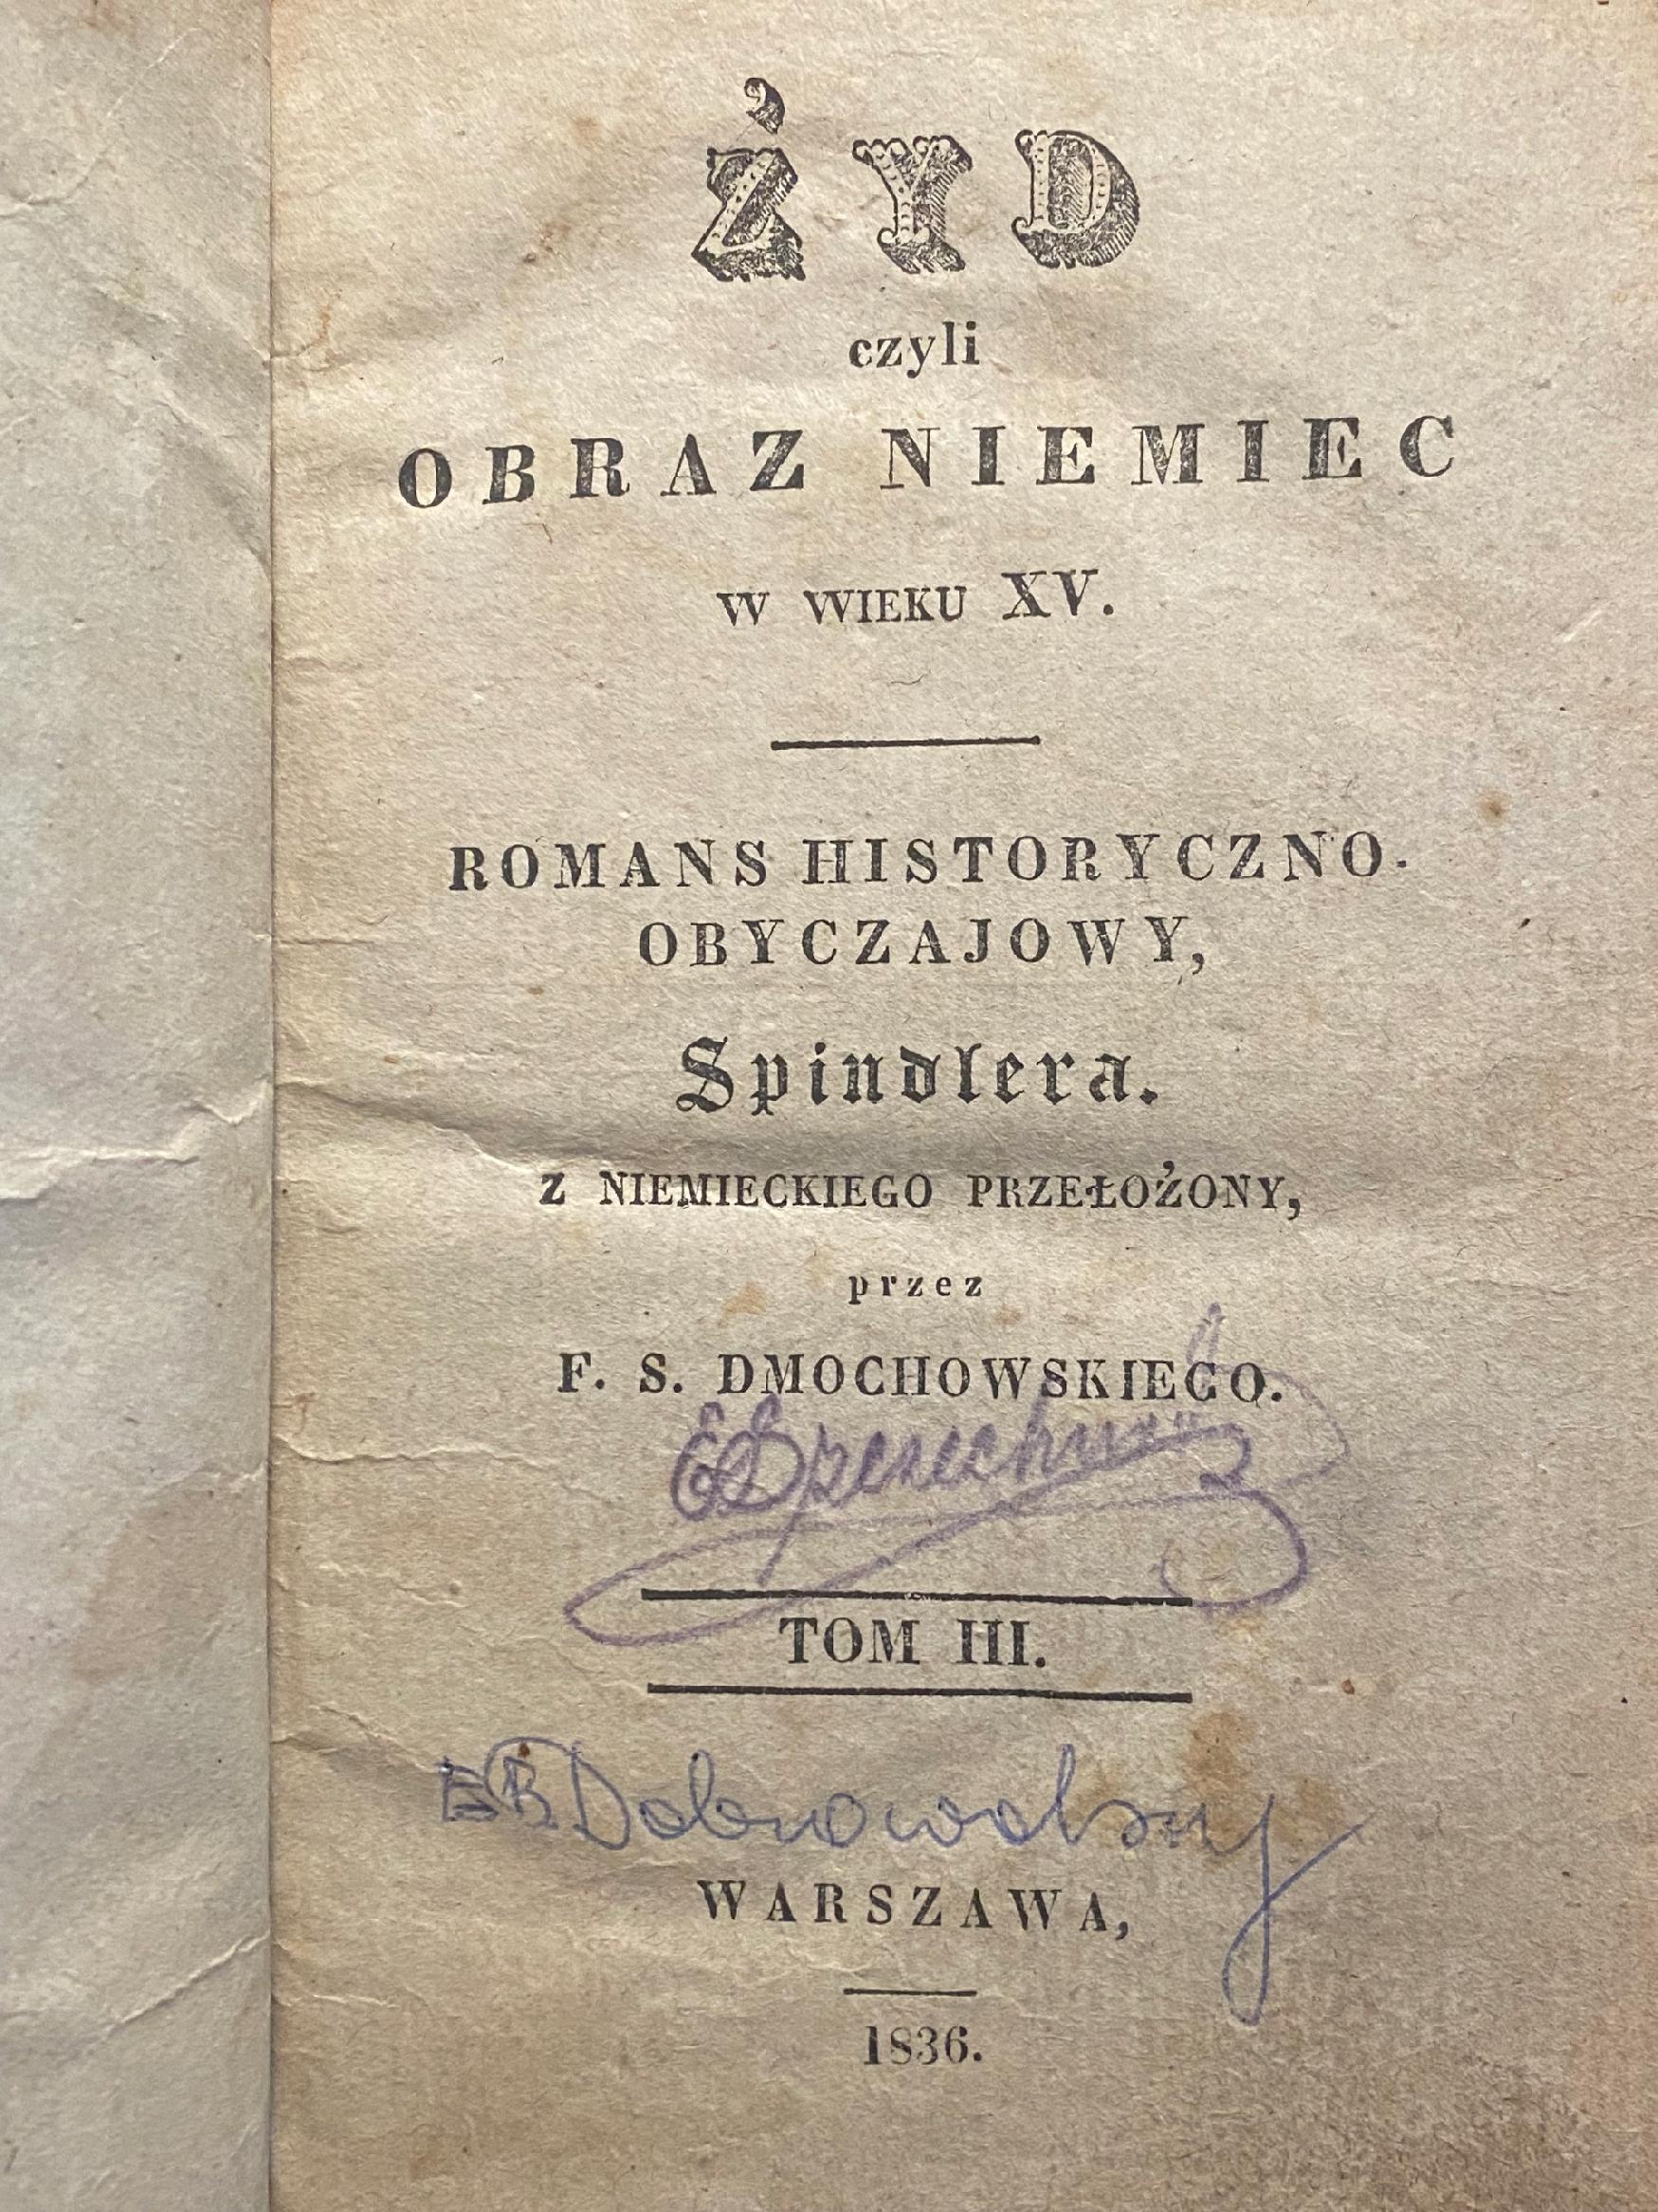 ŻYD
czyli
OBRAZ NIEMIEC
W WIEKU XV.
ROMANS HISTORYCZNO-
OBYCZAJOWY,
Spindlera.
Z NIEMIECKIEGO PRZEŁOŻONY,
przez
F. S. DMOCHOWSKIEGO.
TOM III.
WARSZAWA,
1836.